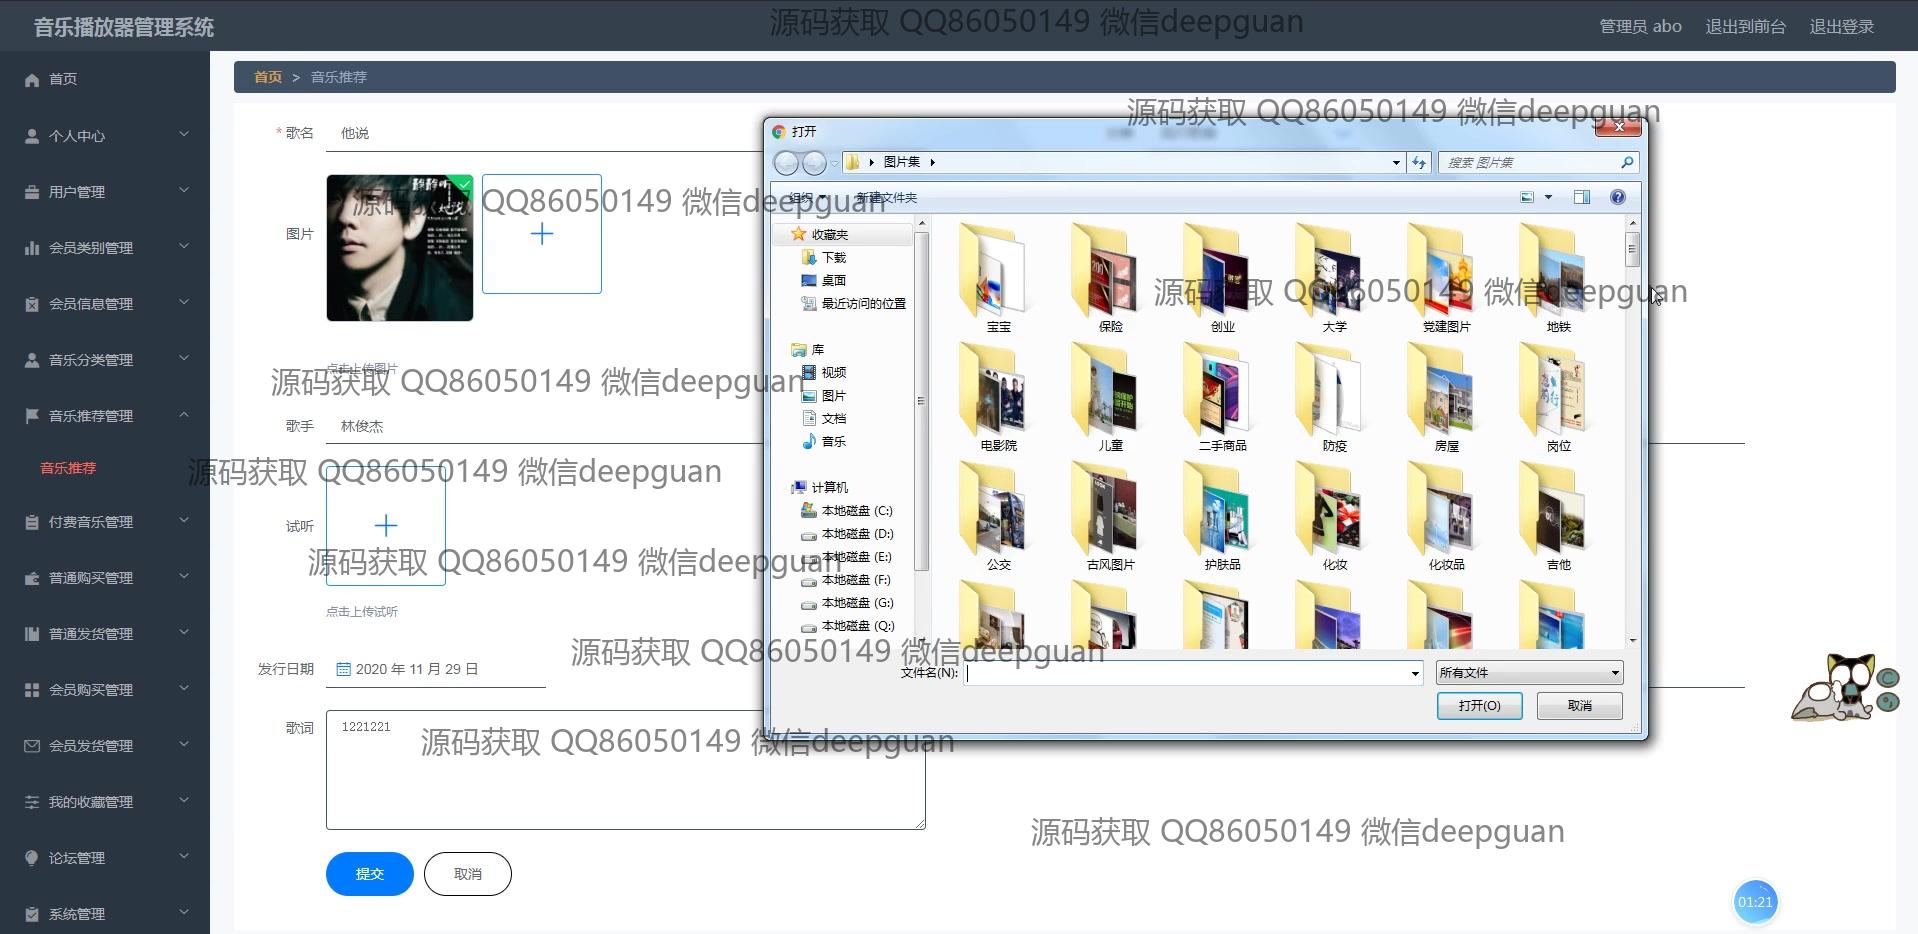 音乐播放器管理系统
源码获取 QQ86050149 微信deepguan
管理员 abo
退出到前台
退出登录
首页
个人中心
用户管理
会员类别管理
会员信息管理
音乐分类管理
音乐推荐管理
音乐推荐
付费音乐管理
普通购买管理
普通发货管理
会员购买管理
会员发货管理
我的收藏管理
论坛管理
系统管理
首页 > 音乐推荐
源码获取 QQ86050149 微信deepguan
* 歌名 他说
图片
源码获取 QQ86050149 微信deepguan
点击上传图片
源码获取 QQ86050149 微信deepguan
歌手 林俊杰
源码获取 QQ86050149 微信deepguan
试听
源码获取 QQ86050149 微信deepguan
点击上传试听
源码获取 QQ86050149 微信deepguan
发行日期 2020 年 11 月 29 日
歌词 1221221
源码获取 QQ86050149 微信deepguan
提交
取消
打开
图片集
搜索 图片集
组织
新建文件夹
收藏夹
下载
桌面
最近访问的位置
库
视频
图片
文档
音乐
计算机
本地磁盘 (C:)
本地磁盘 (D:)
本地磁盘 (E:)
本地磁盘 (F:)
本地磁盘 (G:)
本地磁盘 (Q:)
源码获取 QQ86050149 微信deepguan
宝宝 保险 创业 大学 党建图片 地铁
电影院 儿童 二手商品 防疫 房屋 岗位
公交 古风图片 护肤品 化妆 化妆品 吉他
文件名(N):
所有文件
打开(O)
取消
源码获取 QQ86050149 微信deepguan
01:21